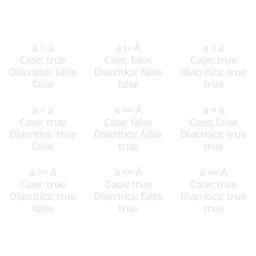 a < ä
a != Ä
a < ä
Case: true
Case: false
Case: true
Diacritics: false
Diacritics: false
Diacritics: true
false
false
true
a > ä
a == Ä
a < ä
Case: true
Case: false
Case: false
Diacritics: true
Diacritics: false
Diacritics: true
false
true
true
a >= ä
a <= Ä
a <> A
Case: true
Case: true
Case: true
Diacritics: true
Diacritics: false
Diacritics: true
false
true
true